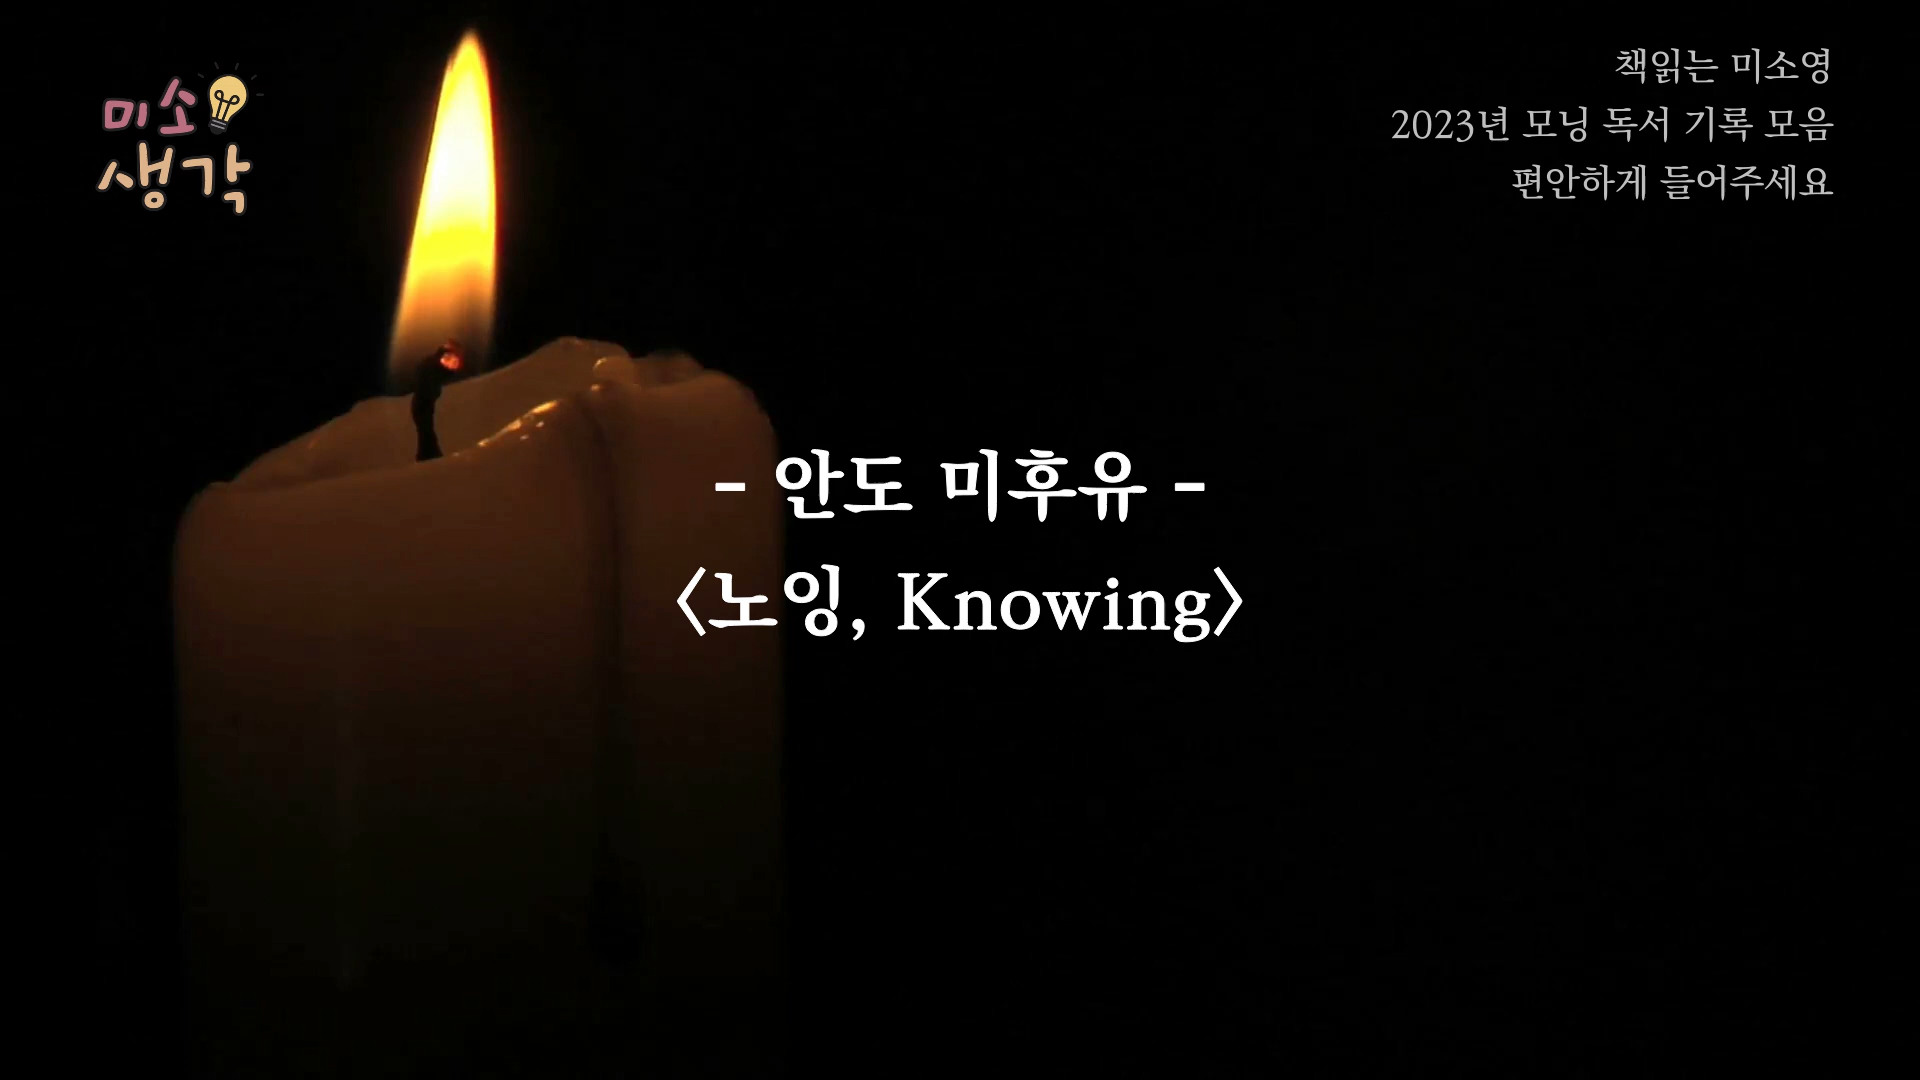 미소
생각
책읽는 미소영
2023년 모닝 독서 기록 모음
편안하게 들어주세요
- 안도 미후유 -
<노잉, Knowing>